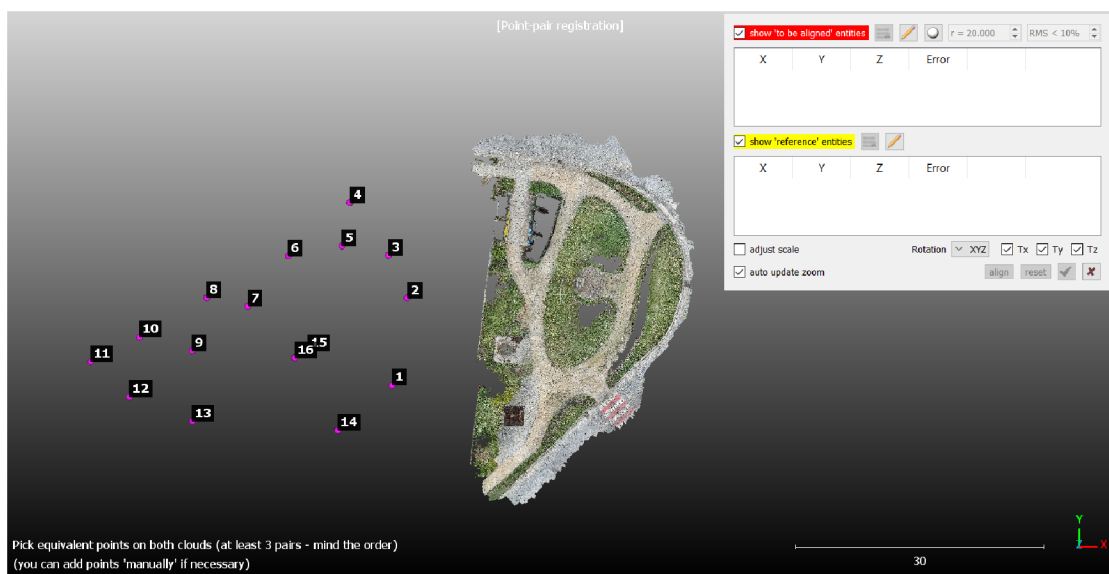 [Point-pair registration]
show 'to be aligned' entities
r = 20.000
RMS < 10%
X Y Z Error
show 'reference' entities
X Y Z Error
adjust scale
Rotation XYZ Tx Ty Tz
auto update zoom
align reset
4
5
6
3
8
7
2
10
9
15
16
11
12
1
13
14
Pick equivalent points on both clouds (at least 3 pairs - mind the order)
(you can add points 'manually' if necessary)
30
Y
Z
X